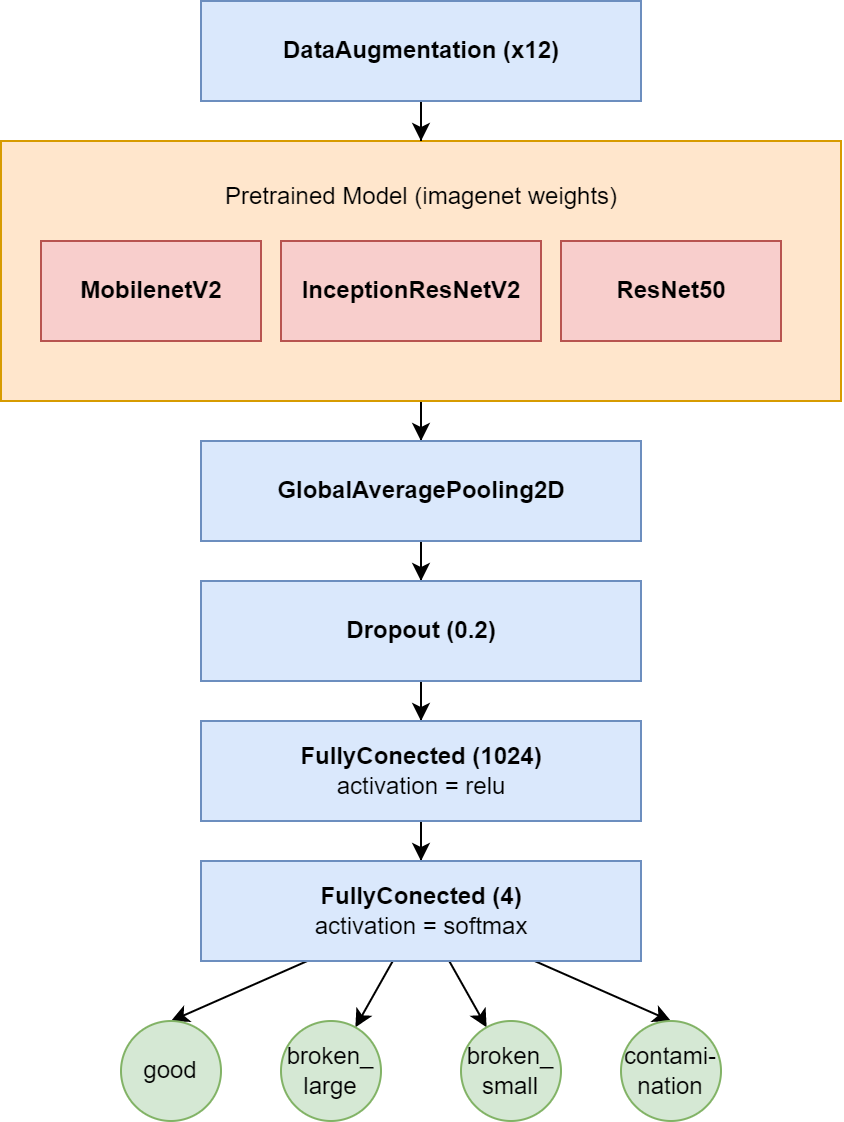 DataAugmentation (x12)
Pretrained Model (imagenet weights)
MobilenetV2
InceptionResNetV2
ResNet50
GlobalAveragePooling2D
Dropout (0.2)
FullyConected (1024)
activation = relu
FullyConected (4)
activation = softmax
good
broken_
large
broken_
small
contami-
nation